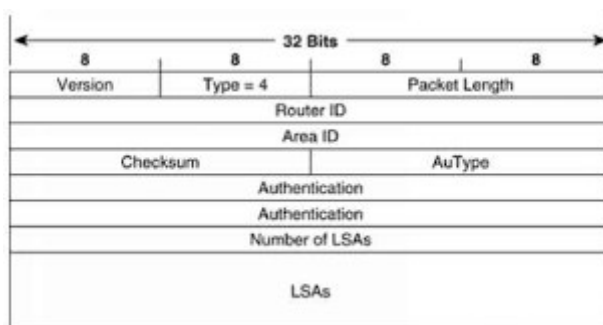 32 Bits
8 8 8 8
Version Type = 4 Packet Length
Router ID
Area ID
Checksum AuType
Authentication
Authentication
Number of LSAs
LSAs